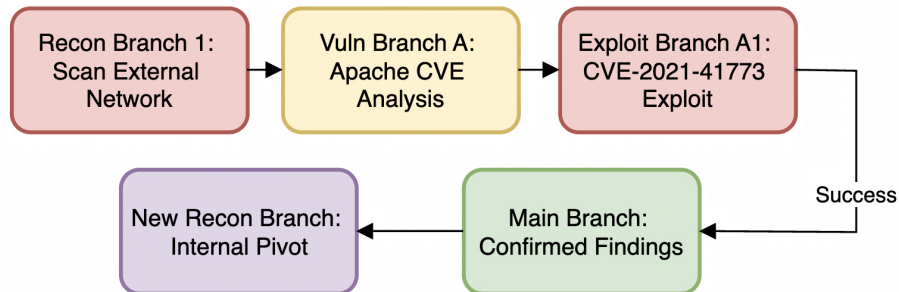 Recon Branch 1:
Scan External
Network
Vuln Branch A:
Apache CVE
Analysis
Exploit Branch A1:
CVE-2021-41773
Exploit
Success
New Recon Branch:
Internal Pivot
Main Branch:
Confirmed Findings